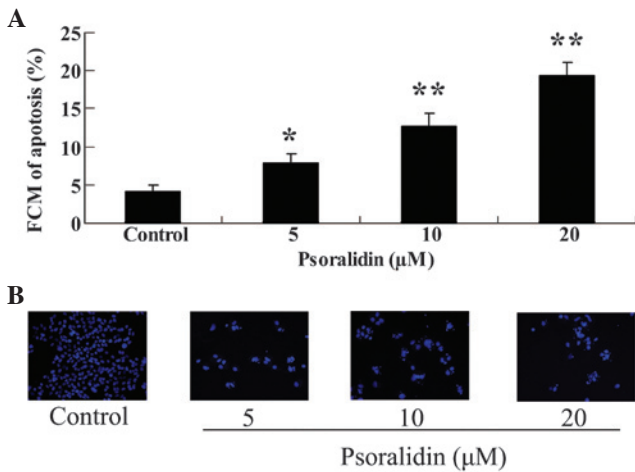 A
FCM of apotosis (%)
25
20
15
10
5
0
*
**
**
Control 5 10 20
Psoralidin (μM)
B
Control 5 10 20
Psoralidin (μM)